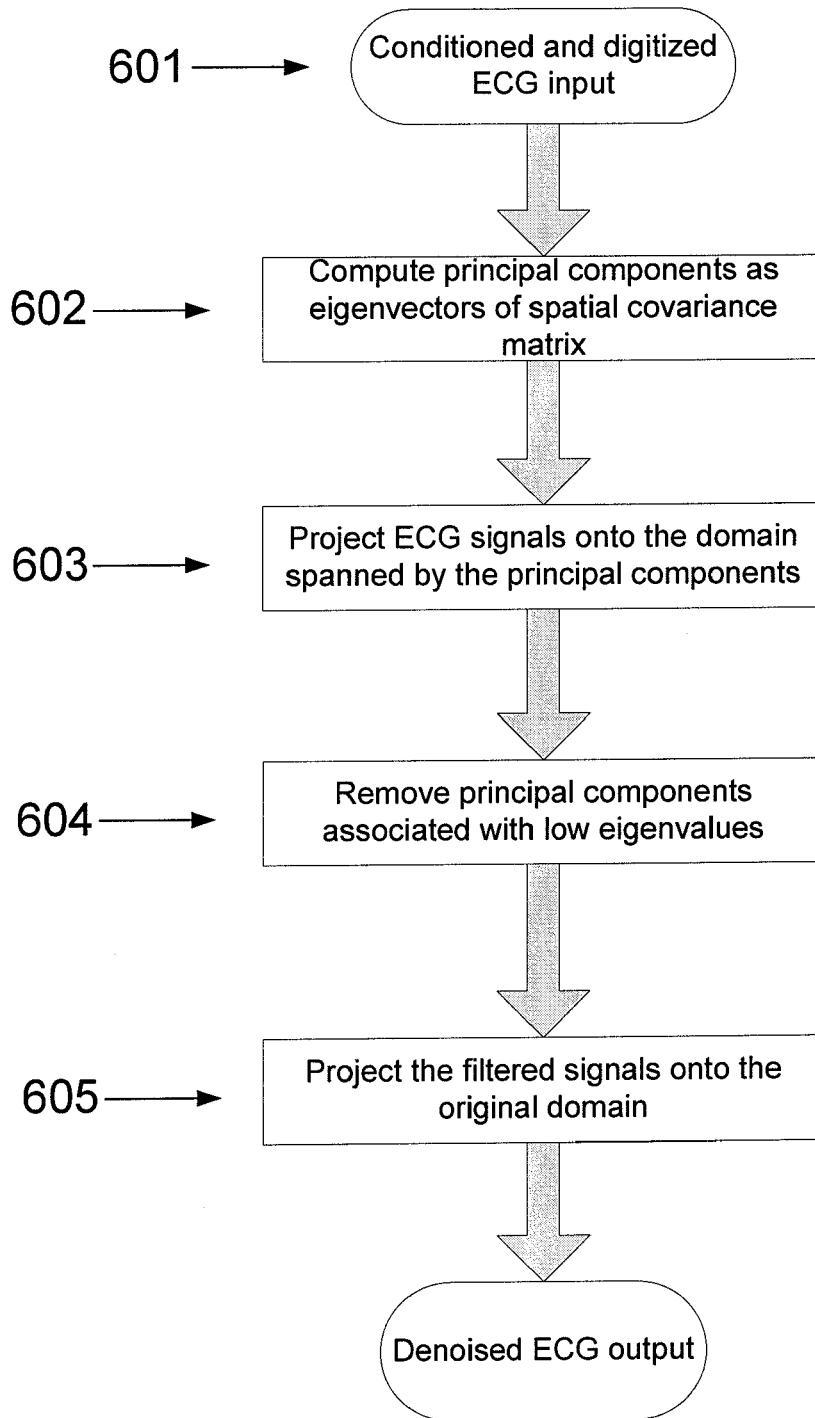 601
Conditioned and digitized
ECG input
602
Compute principal components as
eigenvectors of spatial covariance
matrix
603
Project ECG signals onto the domain
spanned by the principal components
604
Remove principal components
associated with low eigenvalues
605
Project the filtered signals onto the
original domain
Denoised ECG output